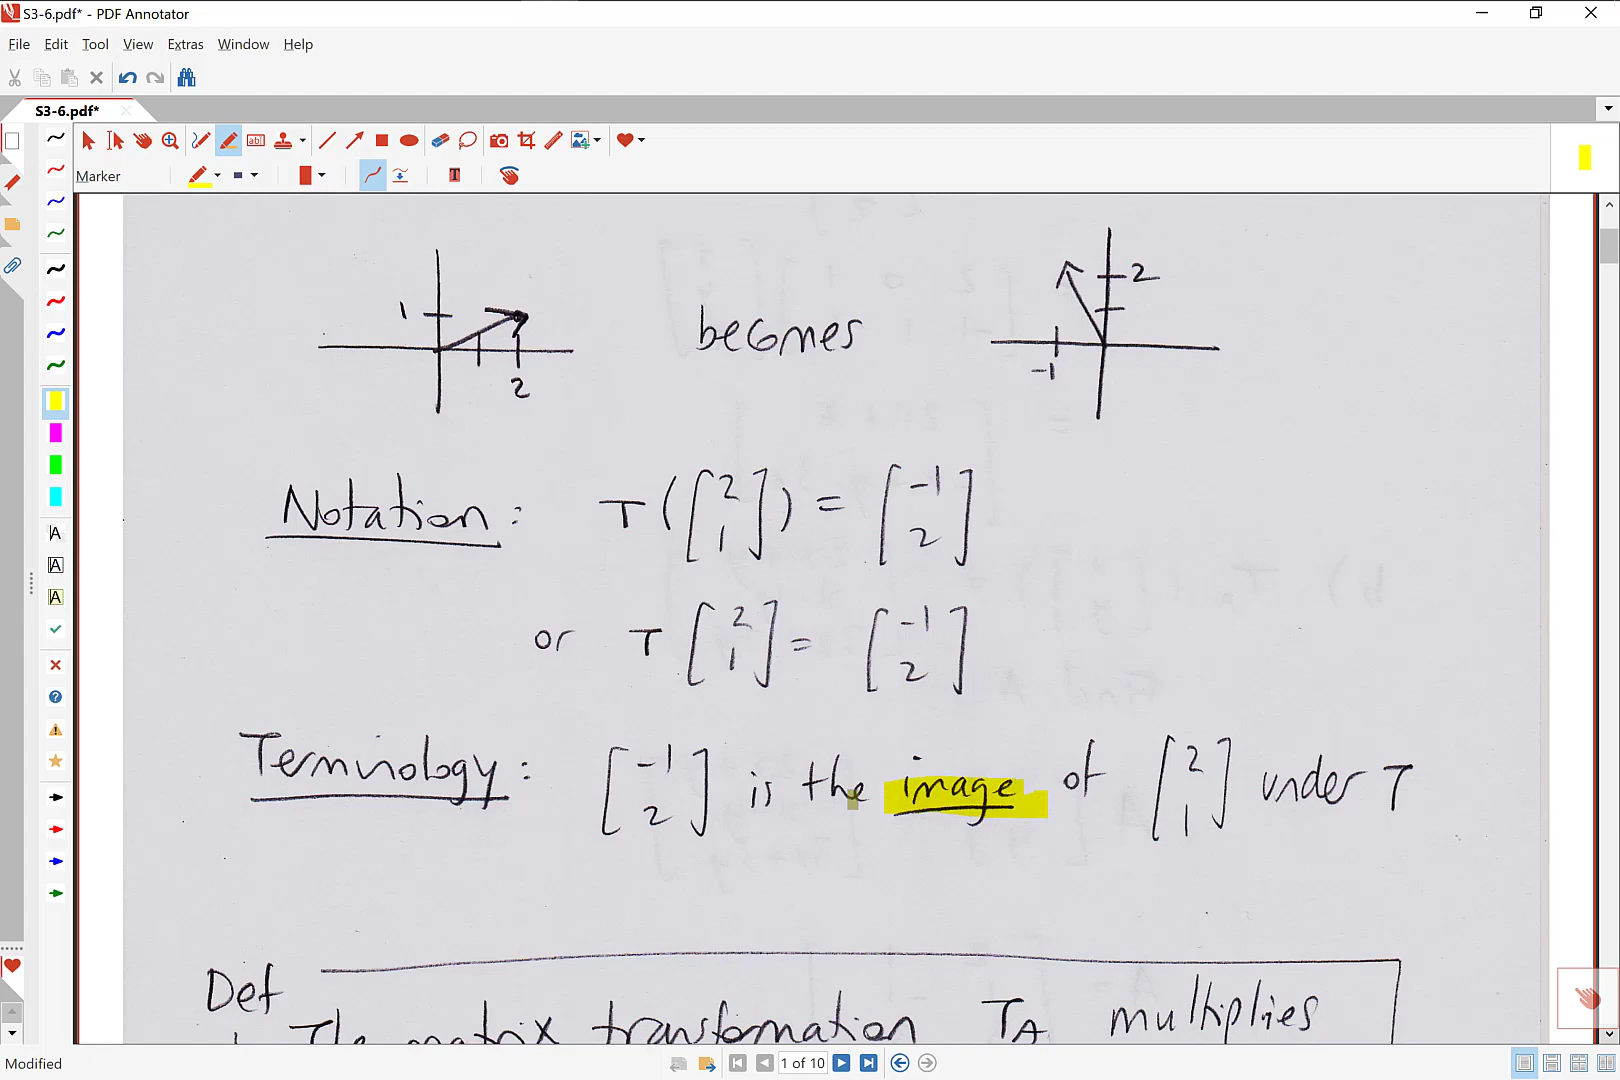 S3-6.pdf* - PDF Annotator
File Edit Tool View Extras Window Help
S3-6.pdf*
Marker
1
2
becomes
2
-1
Notation: T([2 1]) = [-1 2]
or T[2 1] = [-1 2]
Terminology: [-1 2] is the image of [2 1] under T
Def
The matrix transformation TA multiplies
Modified
1 of 10